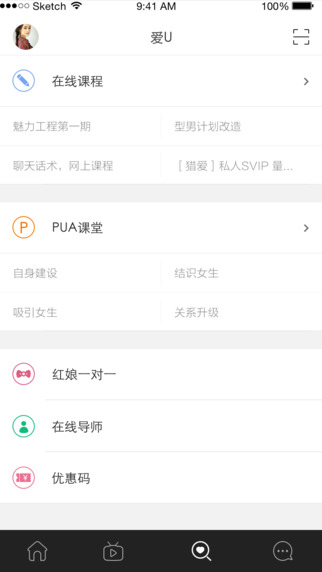 Sketch 9:41 AM 100%
爱U
在线课程
魅力工程第一期 型男计划改造
聊天话术，网上课程 [猎爱] 私人SVIP 量...
P PUA课堂
自身建设 结识女生
吸引女生 关系升级
红娘一对一
在线导师
优惠码